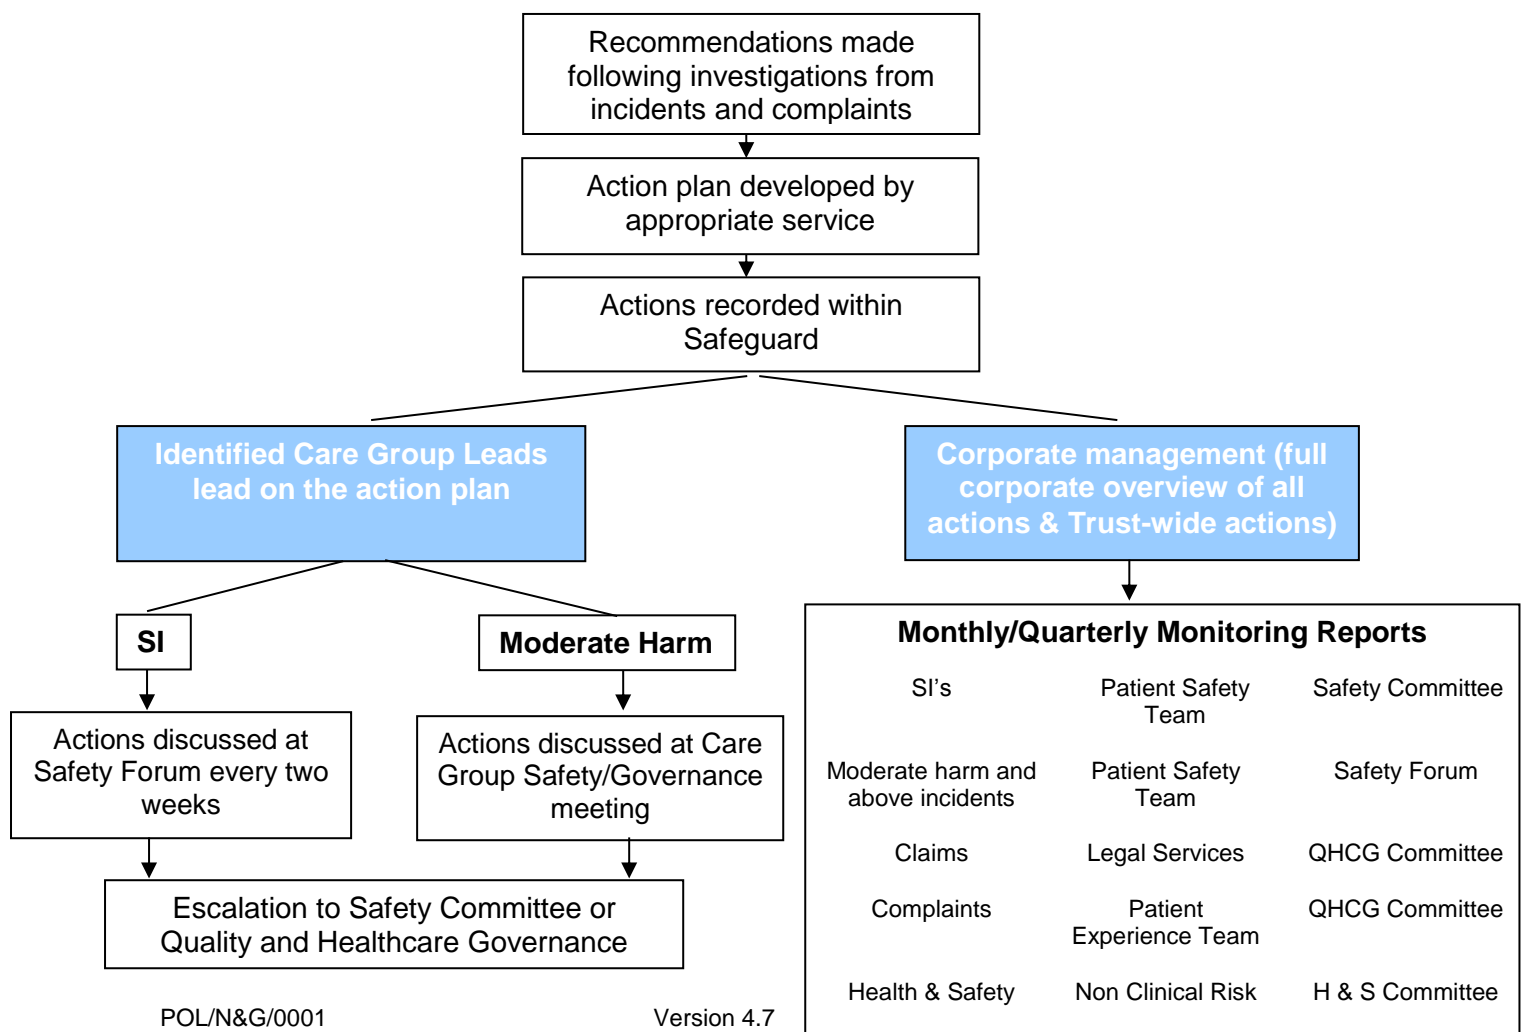 Recommendations made
following investigations from
incidents and complaints
Action plan developed by
appropriate service
Actions recorded within
Safeguard
Identified Care Group Leads
lead on the action plan
Corporate management (full
corporate overview of all
actions & Trust-wide actions)
SI
Moderate Harm
Actions discussed at
Safety Forum every two
weeks
Actions discussed at Care
Group Safety/Governance
meeting
Escalation to Safety Committee or
Quality and Healthcare Governance
Monthly/Quarterly Monitoring Reports
SI's
Patient Safety
Team
Safety Committee
Moderate harm and
above incidents
Patient Safety
Team
Safety Forum
Claims
Legal Services
QHCG Committee
Complaints
Patient
Experience Team
QHCG Committee
Health & Safety
Non Clinical Risk
H & S Committee
POL/N&G/0001
Version 4.7